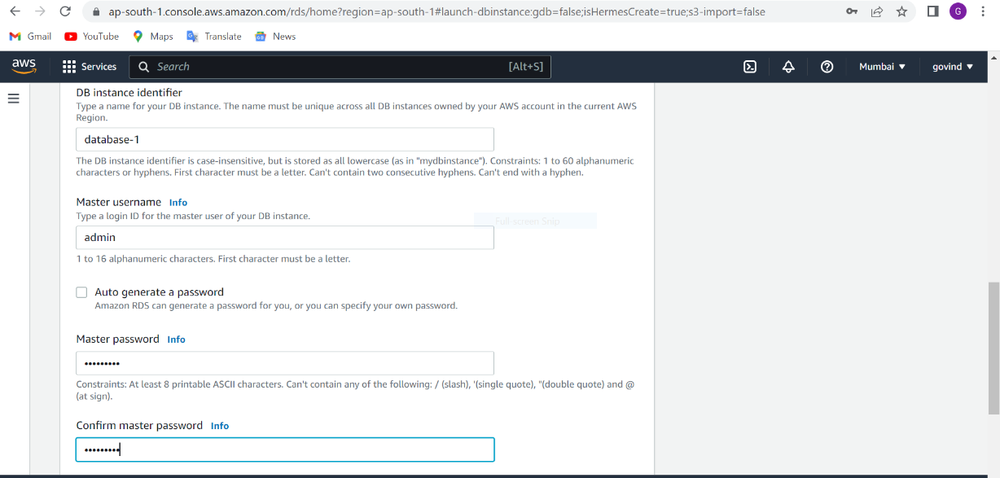 ap-south-1.console.aws.amazon.com/rds/home?region=ap-south-1#launch-dbinstance:gdb=false;isHermesCreate=true;s3-import=false
G
Gmail YouTube Maps Translate News
aws Services Search [Alt+S] Mumbai ▼ govind ▼
DB instance identifier
Type a name for your DB instance. The name must be unique across all DB instances owned by your AWS account in the current AWS
Region.
database-1
The DB instance identifier is case-insensitive, but is stored as all lowercase (as in "mydbinstance"). Constraints: 1 to 60 alphanumeric
characters or hyphens. First character must be a letter. Can't contain two consecutive hyphens. Can't end with a hyphen.
Master username Info
Type a login ID for the master user of your DB instance.
Full-screen Snip
admin
1 to 16 alphanumeric characters. First character must be a letter.
Auto generate a password
Amazon RDS can generate a password for you, or you can specify your own password.
Master password Info
•••••••••
Constraints: At least 8 printable ASCII characters. Can't contain any of the following: / (slash), '(single quote), "(double quote) and @
(at sign).
Confirm master password Info
•••••••••